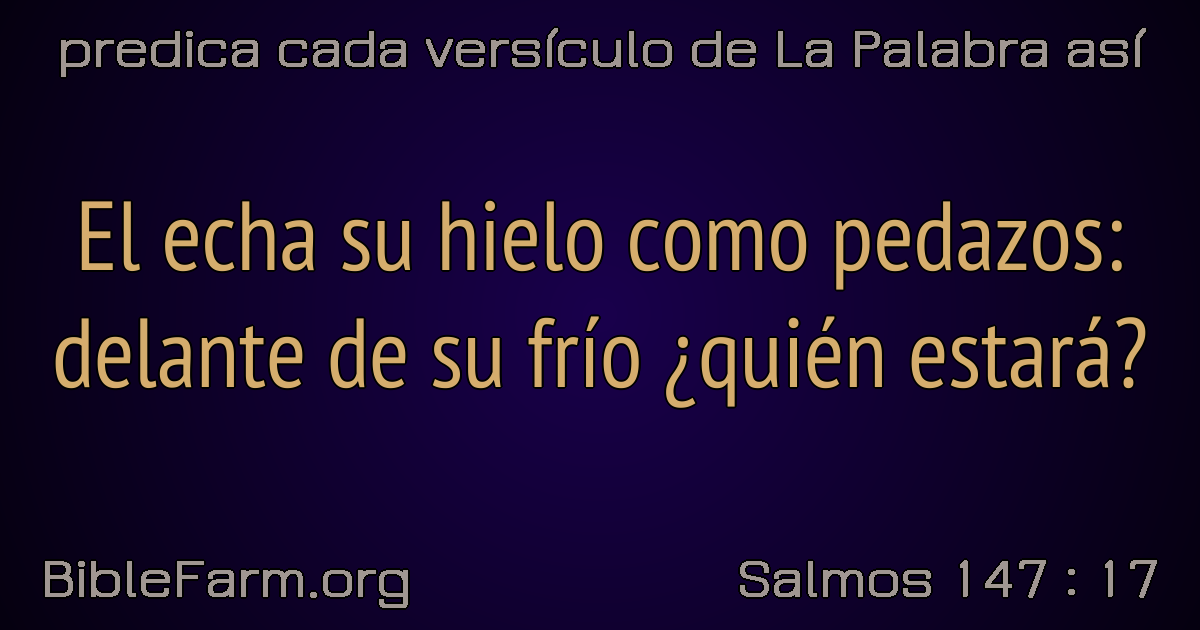 predica cada versículo de La Palabra así
El echa su hielo como pedazos:
delante de su frío ¿quién estará?
BibleFarm.org
Salmos 147 : 17